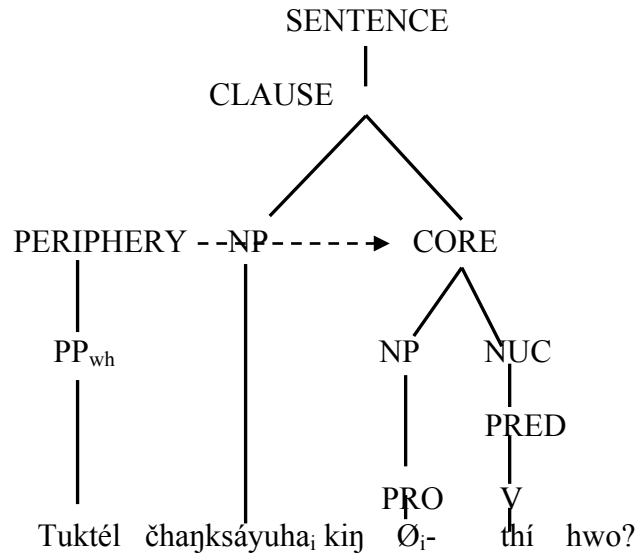 SENTENCE
CLAUSE
PERIPHERY NP CORE
PPwh NP NUC
PRED
PRO V
Tuktél čhaŋksáyuhai kiŋ Øi- thí hwo?